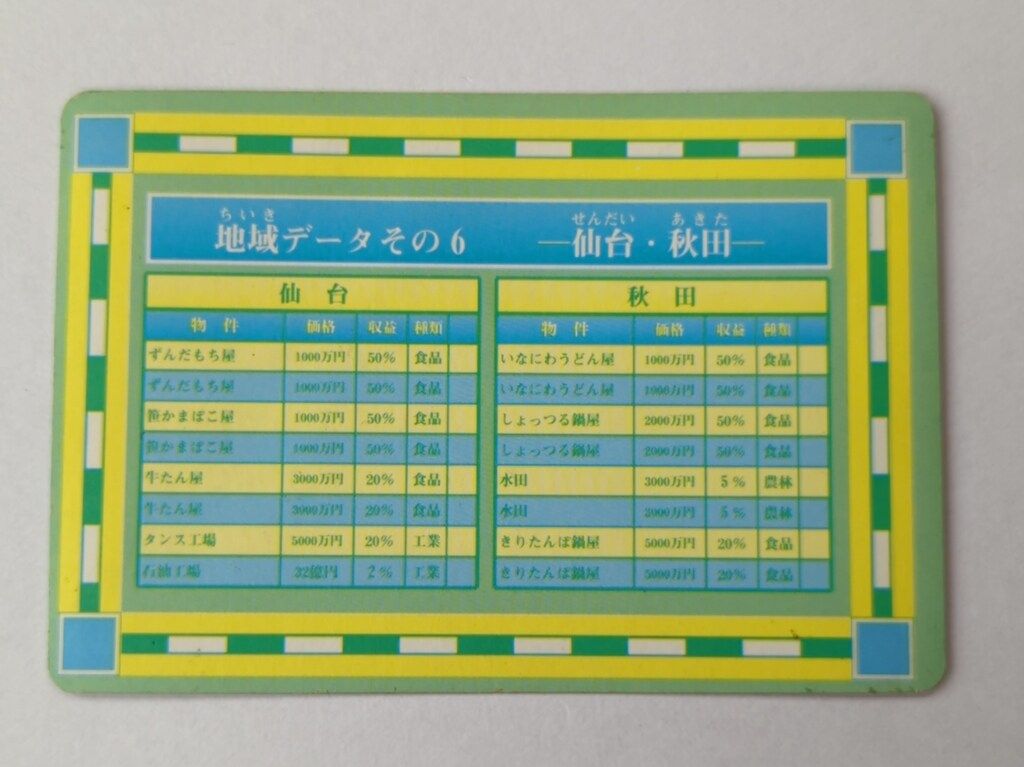 ちいき せんだい あきた
地域データその6 ―仙台・秋田―
仙台
物件 価格 収益 種類
ずんだもち屋 1000万円 50% 食品
ずんだもち屋 1000万円 50% 食品
笹かまぼこ屋 1000万円 50% 食品
笹かまぼこ屋 1000万円 50% 食品
牛たん屋 3000万円 20% 食品
牛たん屋 3000万円 20% 食品
タンス工場 5000万円 20% 工業
石油工場 32億円 2% 工業
秋田
物件 価格 収益 種類
いなにわうどん屋 1000万円 50% 食品
いなにわうどん屋 1000万円 50% 食品
しょっつる鍋屋 2000万円 50% 食品
しょっつる鍋屋 2000万円 50% 食品
水田 3000万円 5% 農林
水田 3000万円 5% 農林
きりたんぽ鍋屋 5000万円 20% 食品
きりたんぽ鍋屋 5000万円 20% 食品